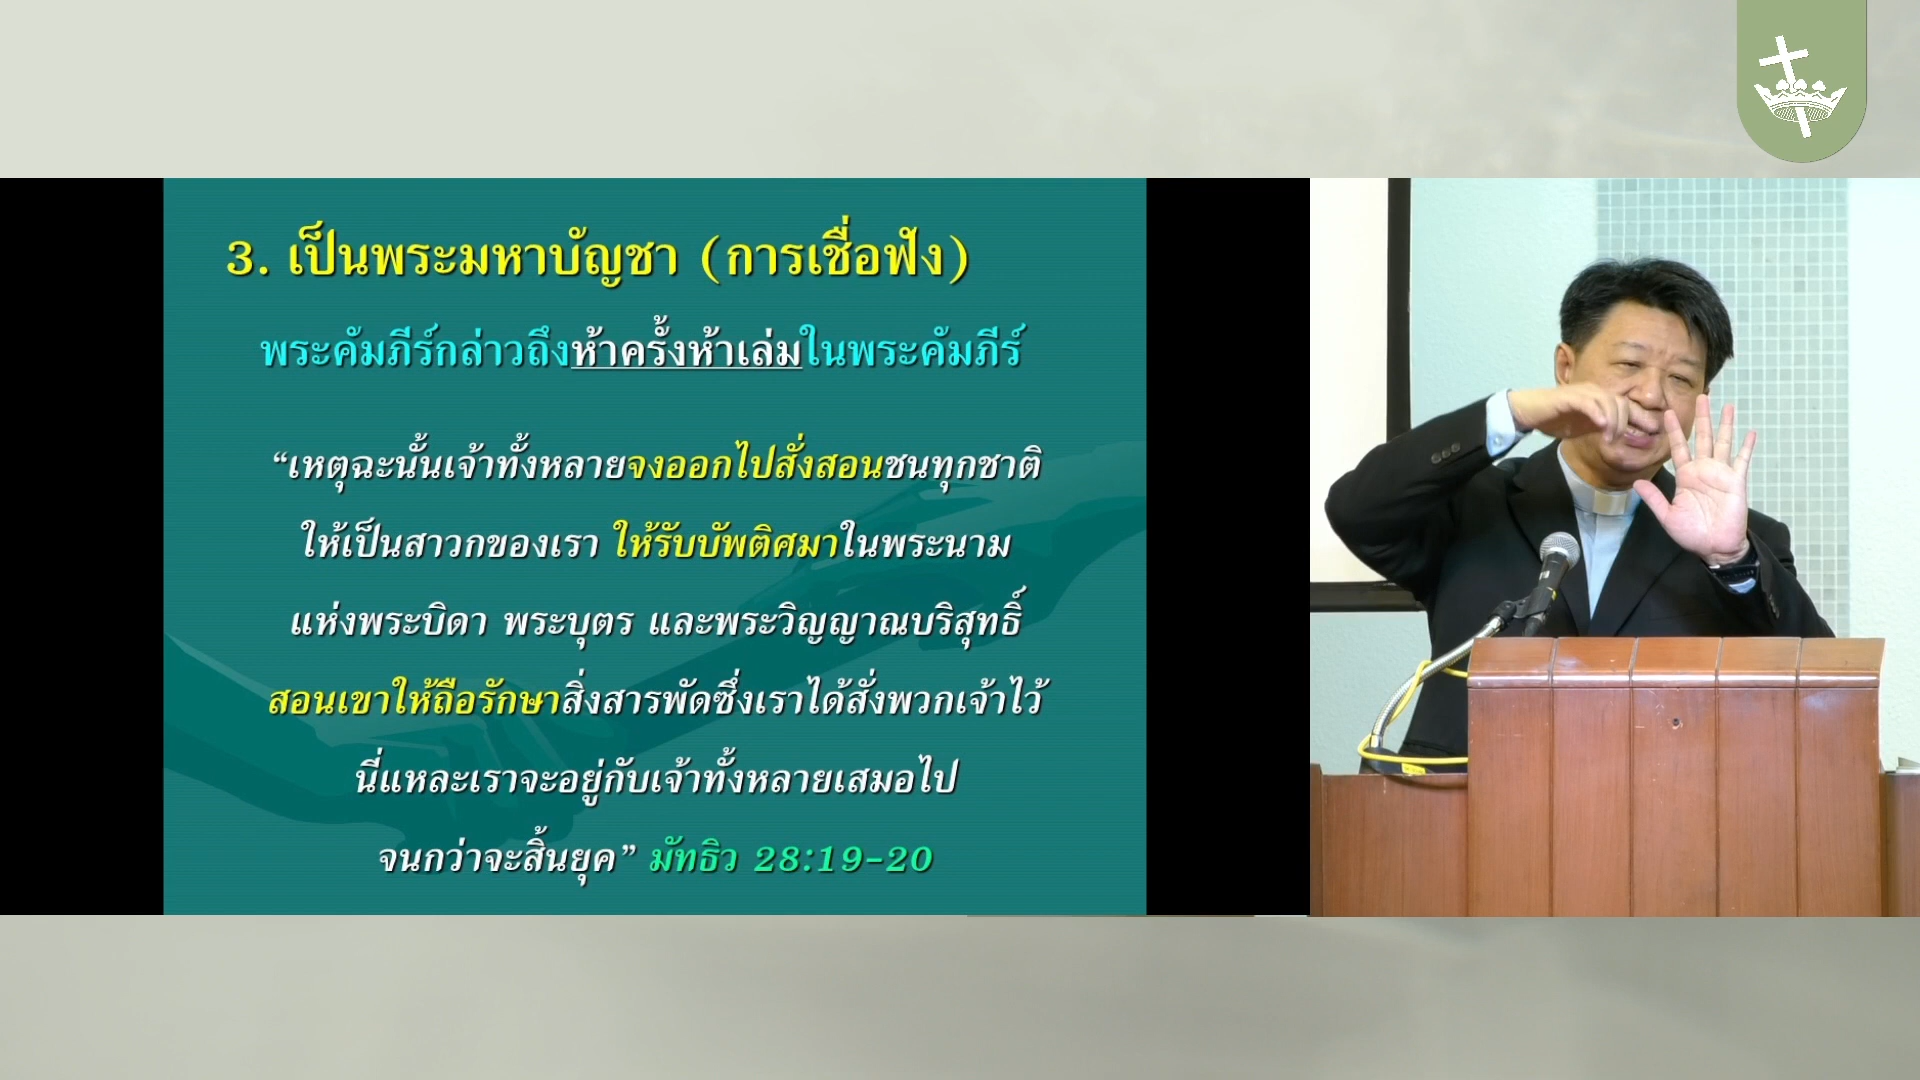 3. เป็นพระมหาบัญชา (การเชื่อฟัง)
พระคัมภีร์กล่าวถึงห้าครั้งห้าเล่มในพระคัมภีร์
“เหตุฉะนั้นเจ้าทั้งหลายจงออกไปสั่งสอนชนทุกชาติ
ให้เป็นสาวกของเรา ให้รับบัพติศมาในพระนาม
แห่งพระบิดา พระบุตร และพระวิญญาณบริสุทธิ์
สอนเขาให้ถือรักษาสิ่งสารพัดซึ่งเราได้สั่งพวกเจ้าไว้
นี่แหละเราจะอยู่กับเจ้าทั้งหลายเสมอไป
จนกว่าจะสิ้นยุค” มัทธิว 28:19-20